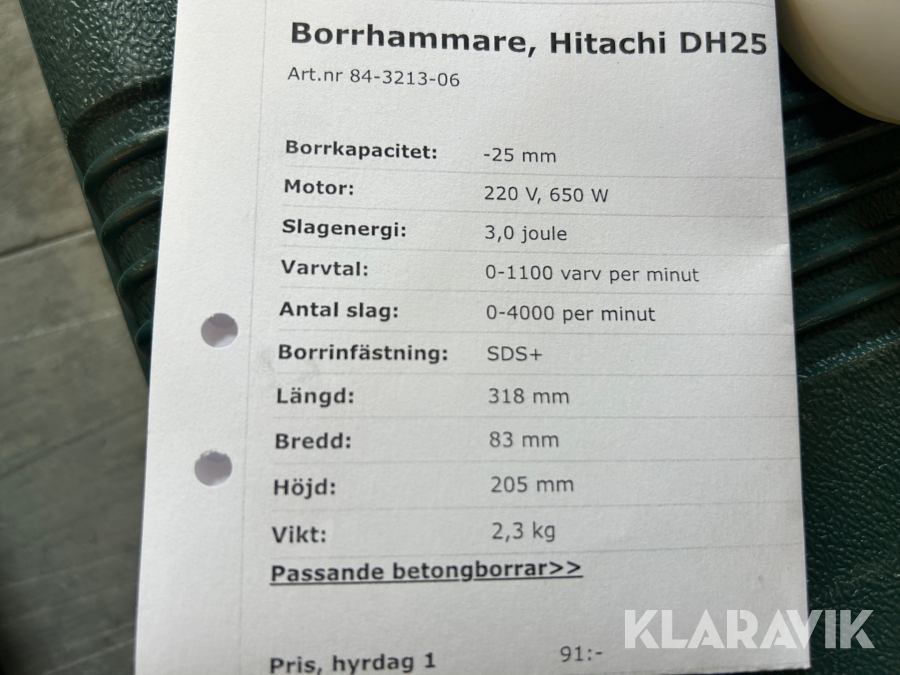 Borrhammare, Hitachi DH25
Art.nr 84-3213-06
Borrkapacitet: -25 mm
Motor: 220 V, 650 W
Slagenergi: 3,0 joule
Varvtal: 0-1100 varv per minut
Antal slag: 0-4000 per minut
Borrinfästning: SDS+
Längd: 318 mm
Bredd: 83 mm
Höjd: 205 mm
Vikt: 2,3 kg
Passande betongborrar>>
KLARAVIK
Pris, hyrdag 1 91:-